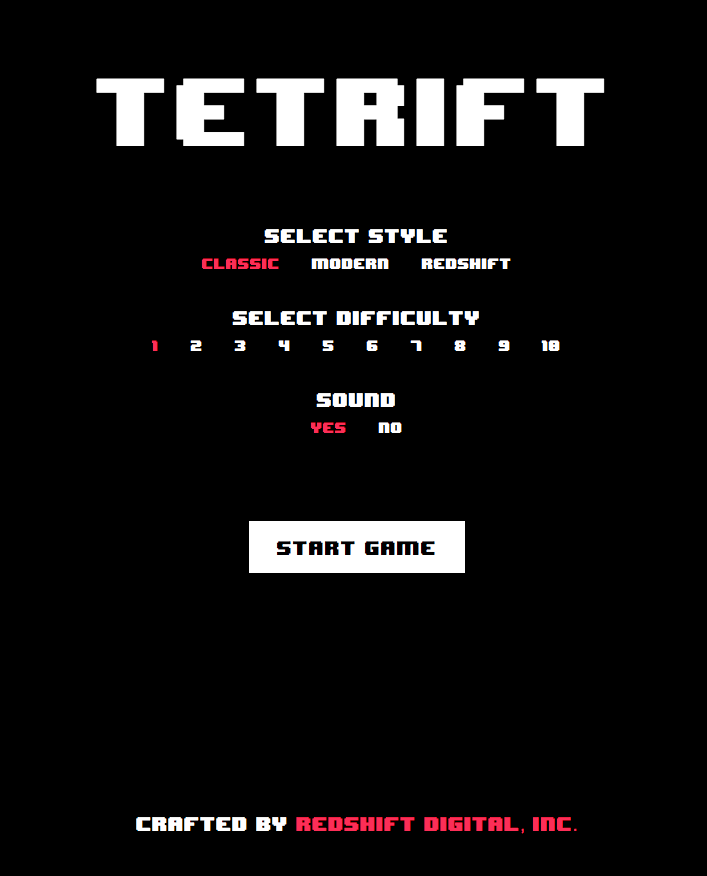 TETRIFT
SELECT STYLE
CLASSIC MODERN REDSHIFT
SELECT DIFFICULTY
1 2 3 4 5 6 7 8 9 10
SOUND
YES NO
START GAME
CRAFTED BY REDSHIFT DIGITAL, INC.